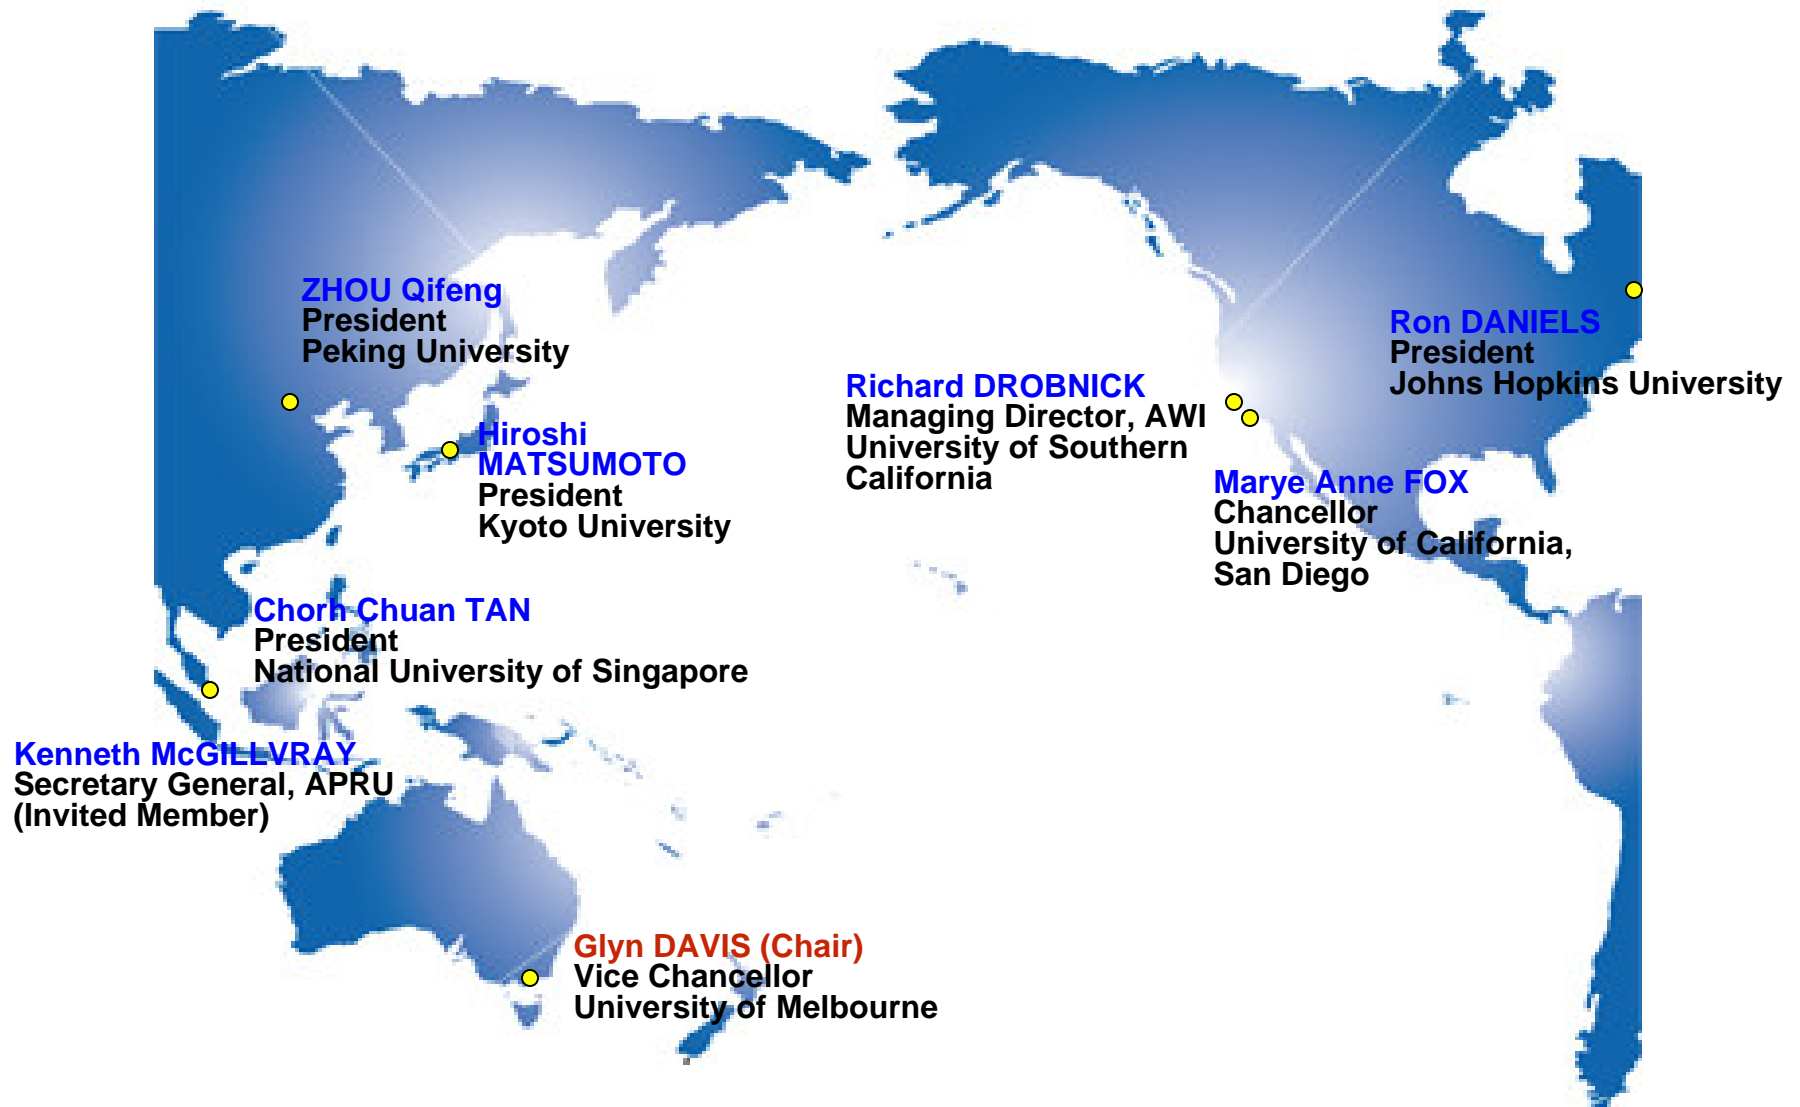 ZHOU Qifeng
President
Peking University
Hiroshi
MATSUMOTO
President
Kyoto University
Richard DROBNICK
Managing Director, AWI
University of Southern
California
Ron DANIELS
President
Johns Hopkins University
Marye Anne FOX
Chancellor
University of California,
San Diego
Chorh Chuan TAN
President
National University of Singapore
Kenneth McGILLVRAY
Secretary General, APRU
(Invited Member)
Glyn DAVIS (Chair)
Vice Chancellor
University of Melbourne